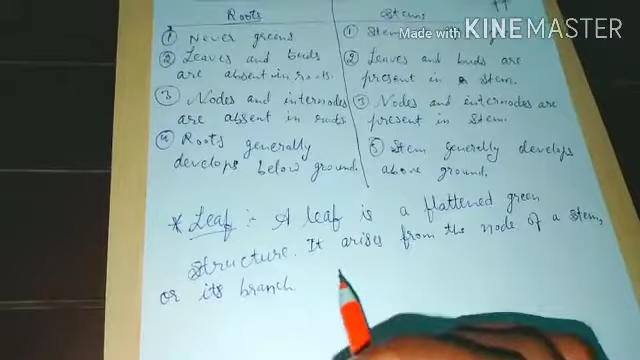 Roots
Stems
① Never greens
② Leaves and buds
are absent in roots.
③ Nodes and internodes
are absent in roots
④ Roots generally
develops below ground.
① Stem
② Leaves and buds are
present in stem.
③ Nodes and internodes are
present in stem.
Stem generally develops
above ground.
* Leaf :- A leaf is a flattened green
structure. It arises from the node of a stem,
or its branch
Made with KINEMASTER